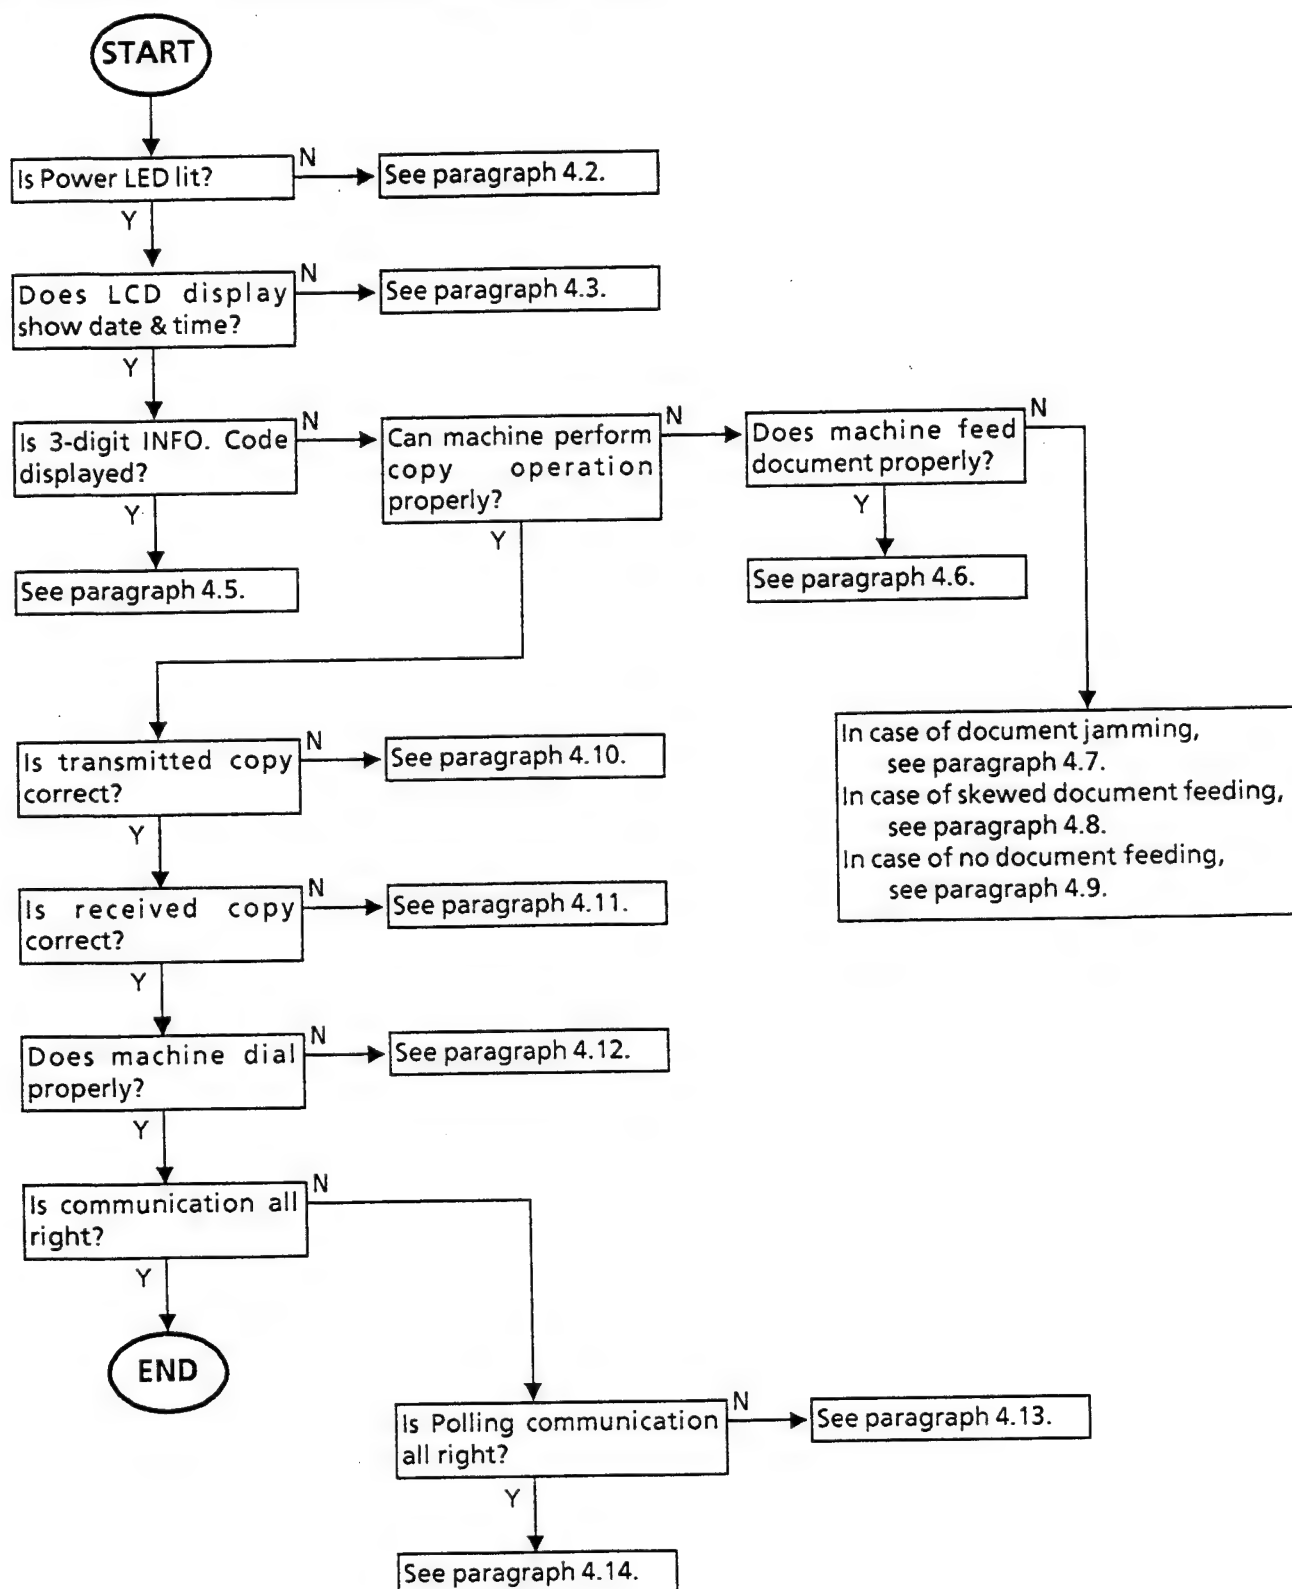 START
Is Power LED lit?
N
See paragraph 4.2.
Y
Does LCD display
show date & time?
N
See paragraph 4.3.
Y
Is 3-digit INFO. Code
displayed?
N
Can machine perform
copy operation
properly?
N
Does machine feed
document properly?
N
Y
See paragraph 4.5.
Y
Y
See paragraph 4.6.
In case of document jamming,
see paragraph 4.7.
In case of skewed document feeding,
see paragraph 4.8.
In case of no document feeding,
see paragraph 4.9.
Is transmitted copy
correct?
N
See paragraph 4.10.
Y
Is received copy
correct?
N
See paragraph 4.11.
Y
Does machine dial
properly?
N
See paragraph 4.12.
Y
Is communication all
right?
N
Y
END
Is Polling communication
all right?
N
See paragraph 4.13.
Y
See paragraph 4.14.